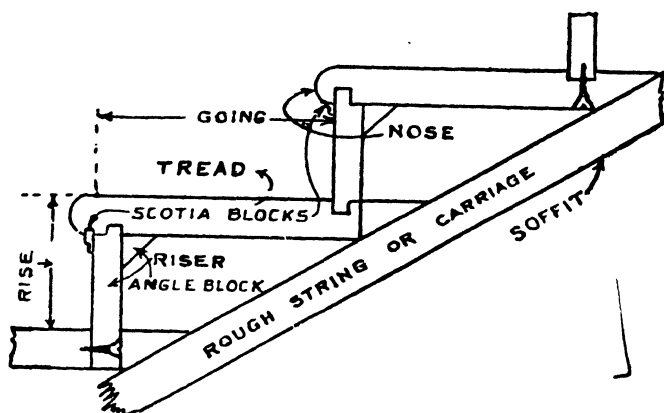 GOING
NOSE
TREAD
SCOTIA BLOCKS
RISE
RISER
ANGLE BLOCK
ROUGH STRING OR CARRIAGE
SOFFIT